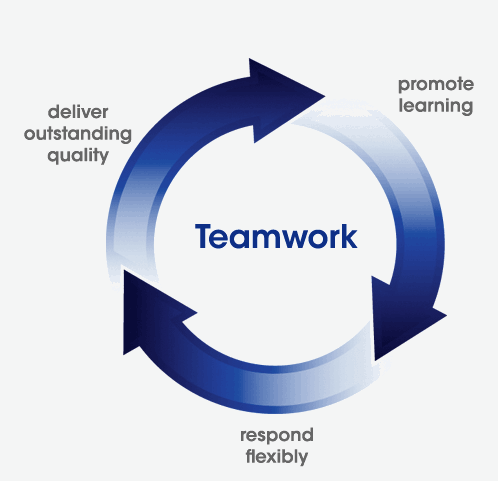 promote
learning
deliver
outstanding
quality
Teamwork
respond
flexibly